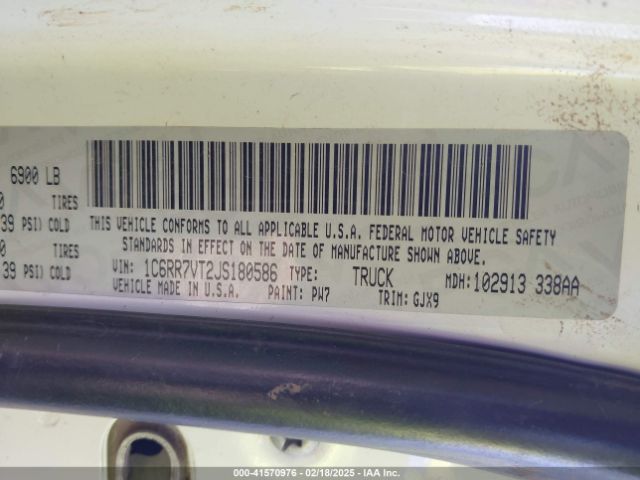 6900 LB
0 TIRES
39 PSI) COLD
0 TIRES
39 PSI) COLD
THIS VEHICLE CONFORMS TO ALL APPLICABLE U.S.A. FEDERAL MOTOR VEHICLE SAFETY
STANDARDS IN EFFECT ON THE DATE OF MANUFACTURE SHOWN ABOVE.
VIN: 1C6RR7VT2JS180586 TYPE: TRUCK MDH: 102913 338AA
VEHICLE MADE IN U.S.A. PAINT: PW7 TRIM: GJX9
000-41570976 - 02/18/2025 - IAA Inc.